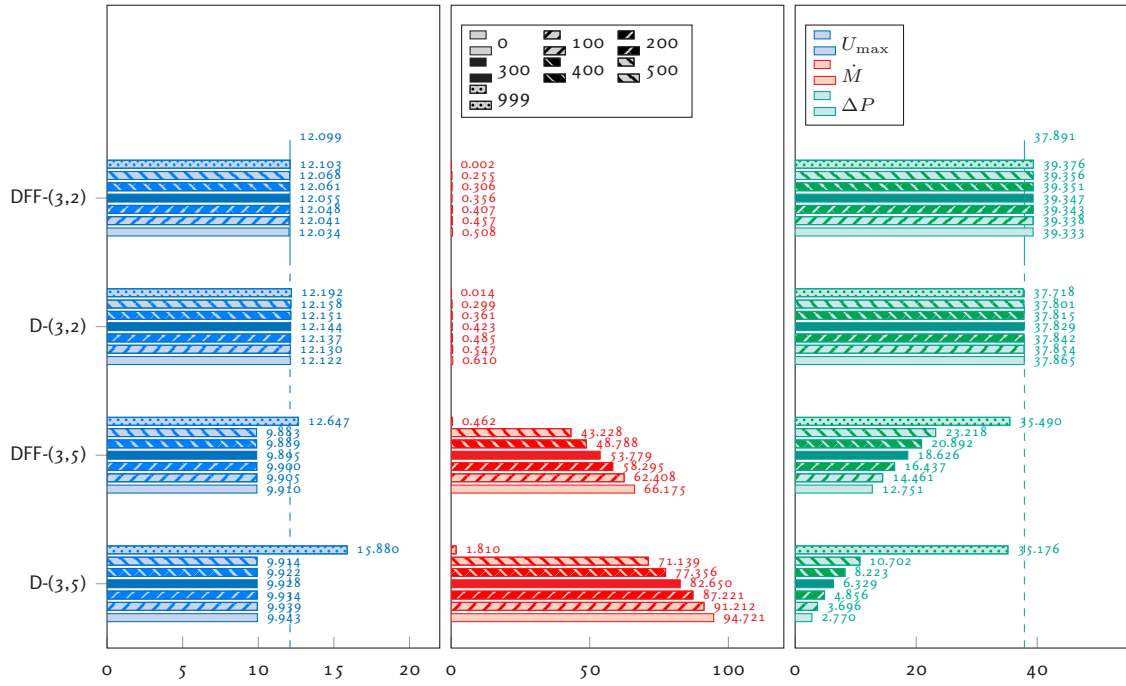 0 100 200
300 400 500
999
U max
Ṁ
ΔP
12.099
37.891
DFF-(3,2)
12.103 0.002 39.376
12.068 0.255 39.356
12.061 0.306 39.351
12.055 0.356 39.347
12.048 0.407 39.343
12.041 0.457 39.338
12.034 0.508 39.333
D-(3,2)
12.192 0.014 37.718
12.158 0.299 37.801
12.151 0.361 37.815
12.144 0.423 37.829
12.137 0.485 37.842
12.130 0.547 37.854
12.122 0.610 37.865
DFF-(3,5)
12.647 0.462 35.490
9.883 43.228 23.218
9.889 48.788 20.892
9.895 53.779 18.626
9.900 58.295 16.437
9.905 62.408 14.461
9.910 66.175 12.751
D-(3,5)
15.880 1.810 35.176
9.914 71.139 10.702
9.922 77.356 8.223
9.928 82.650 6.329
9.934 87.221 4.856
9.939 91.212 3.696
9.943 94.721 2.770
0 5 10 15 20 0 50 100 0 20 40